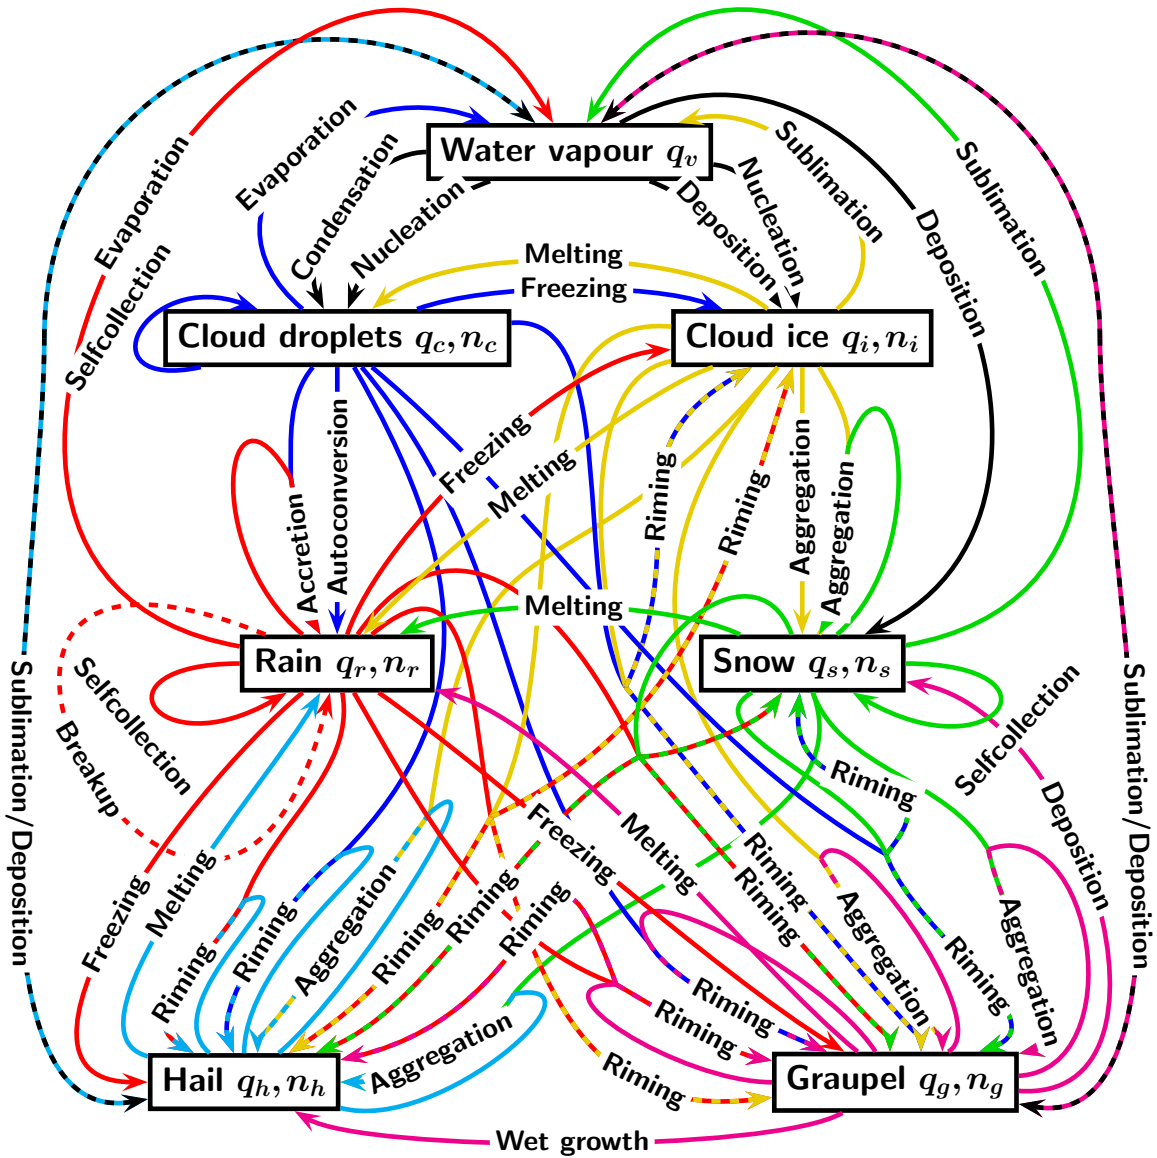 Water vapour q_v
Evaporation
Evaporation
Condensation
Nucleation
Deposition
Nucleation
Sublimation
Sublimation
Deposition
Selfcollection
Melting
Freezing
Cloud droplets q_c, n_c
Cloud ice q_i, n_i
Accretion
Autoconversion
Freezing
Melting
Riming
Riming
Aggregation
Aggregation
Melting
Rain q_r, n_r
Snow q_s, n_s
Selfcollection
Breakup
Sublimation/Deposition
Sublimation/Deposition
Selfcollection
Deposition
Riming
Freezing
Melting
Riming
Riming
Aggregation
Riming
Riming
Riming
Freezing
Melting
Riming
Riming
Aggregation
Riming
Aggregation
Riming
Riming
Riming
Aggregation
Hail q_h, n_h
Graupel q_g, n_g
Wet growth